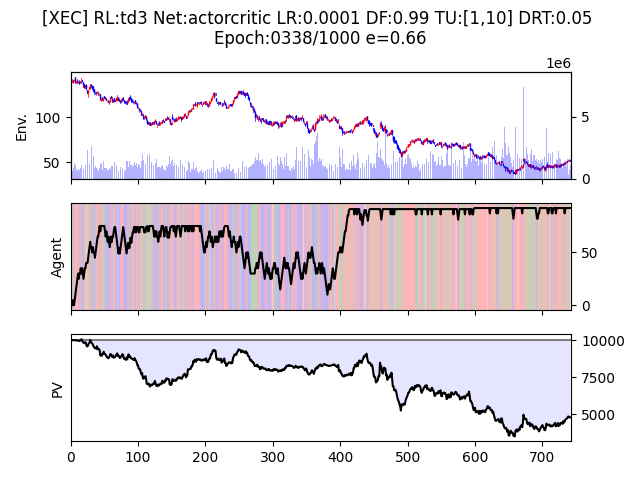 [XEC] RL:td3 Net:actorcritic LR:0.0001 DF:0.99 TU:[1,10] DRT:0.05
Epoch:0338/1000 e=0.66
1e6
Env.
100
50
5
0
Agent
50
0
PV
10000
7500
5000
0 100 200 300 400 500 600 700